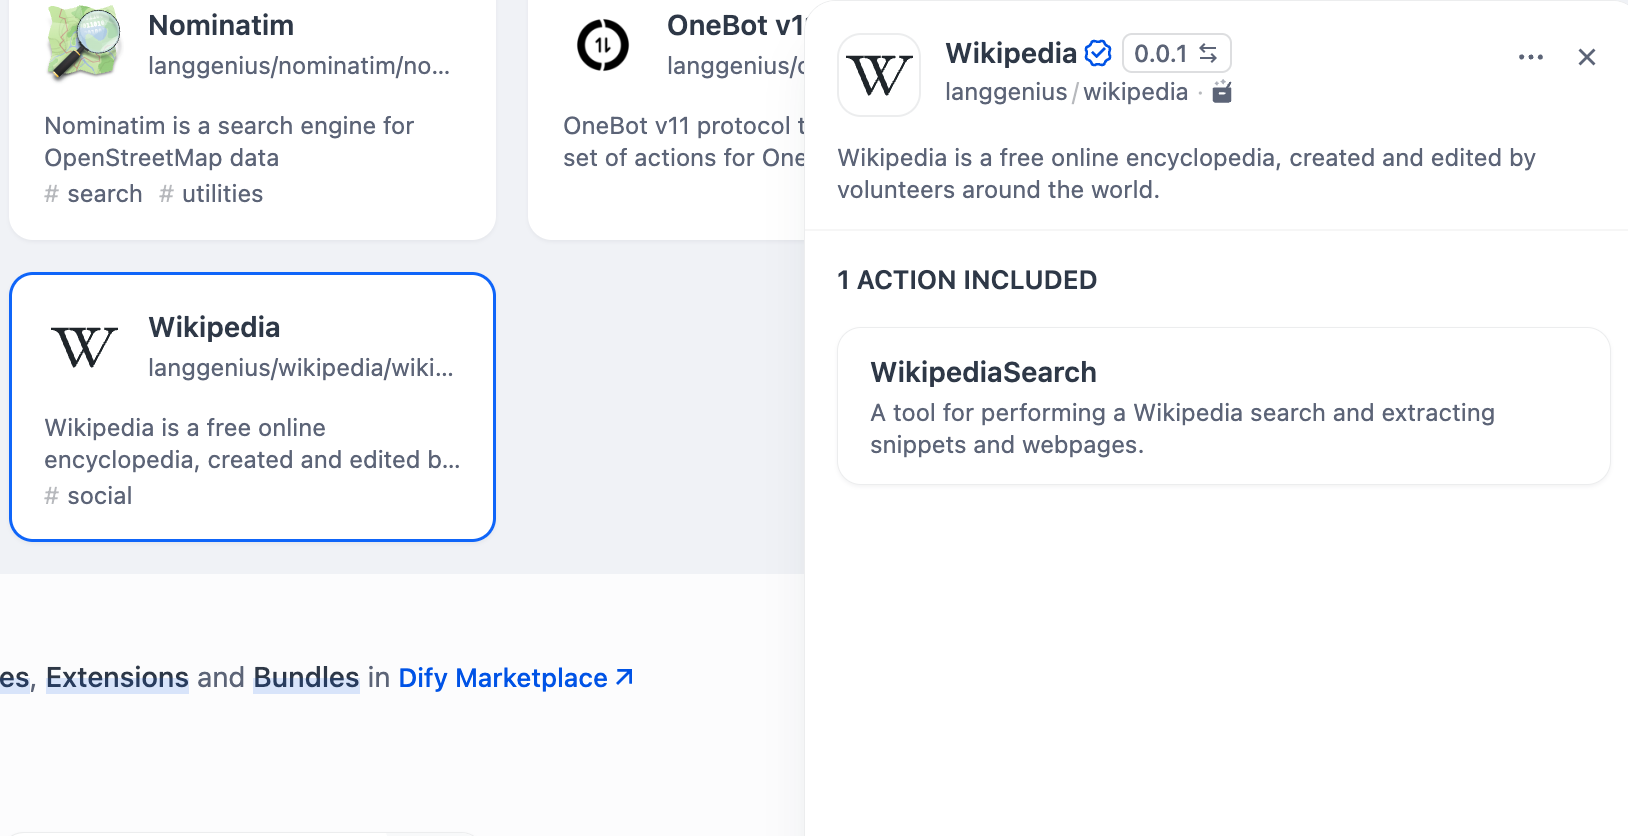 Nominatim
langgenius/nominatim/no...
Nominatim is a search engine for
OpenStreetMap data
# search # utilities
OneBot v11
langgenius/
OneBot v11 protocol
set of actions for One
Wikipedia
langgenius/wikipedia/wiki...
Wikipedia is a free online
encyclopedia, created and edited b...
# social
es, Extensions and Bundles in Dify Marketplace
W
Wikipedia 0.0.1
langgenius/wikipedia ·
Wikipedia is a free online encyclopedia, created and edited by
volunteers around the world.
1 ACTION INCLUDED
WikipediaSearch
A tool for performing a Wikipedia search and extracting
snippets and webpages.